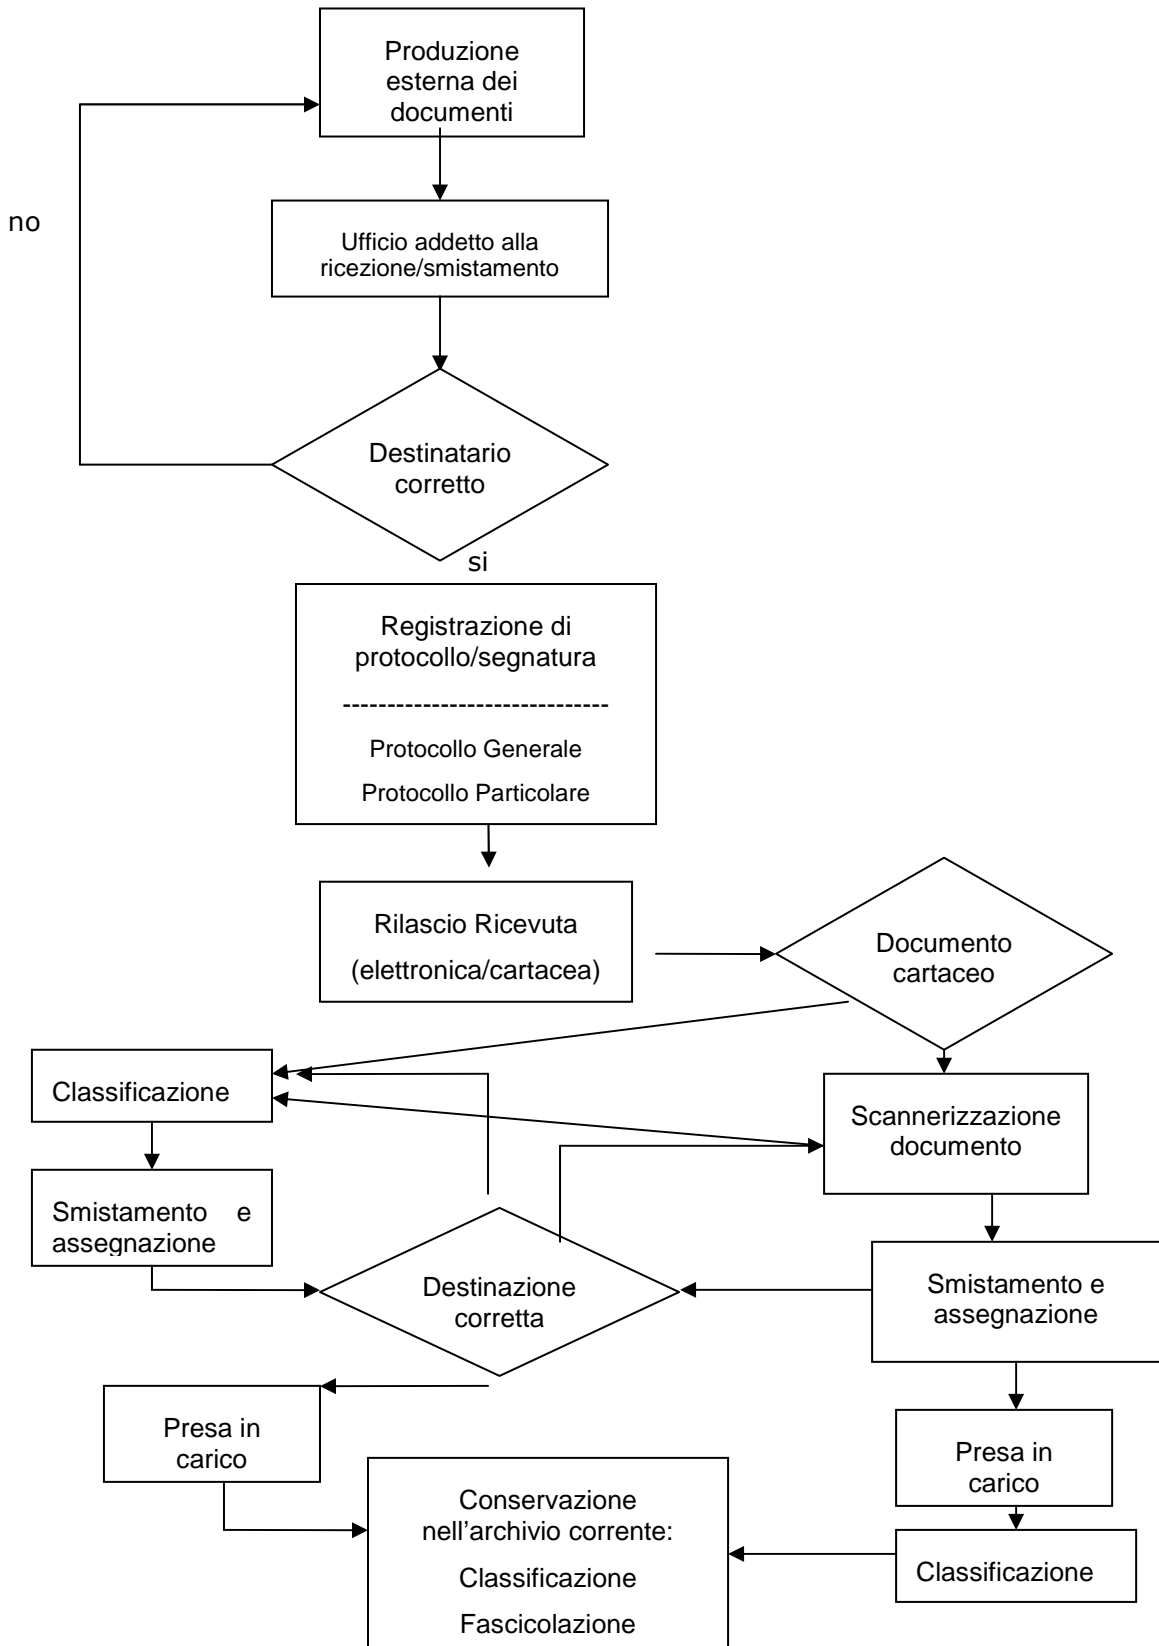 Produzione
esterna dei
documenti
no
Ufficio addetto alla
ricezione/smistamento
Destinatario
corretto
si
Registrazione di
protocollo/segnatura
------------------------------
Protocollo Generale
Protocollo Particolare
Rilascio Ricevuta
(elettronica/cartacea)
Documento
cartaceo
Classificazione
Scannerizzazione
documento
Smistamento e
assegnazione
Destinazione
corretta
Smistamento e
assegnazione
Presa in
carico
Presa in
carico
Conservazione
nell'archivio corrente:
Classificazione
Fascicolazione
Classificazione